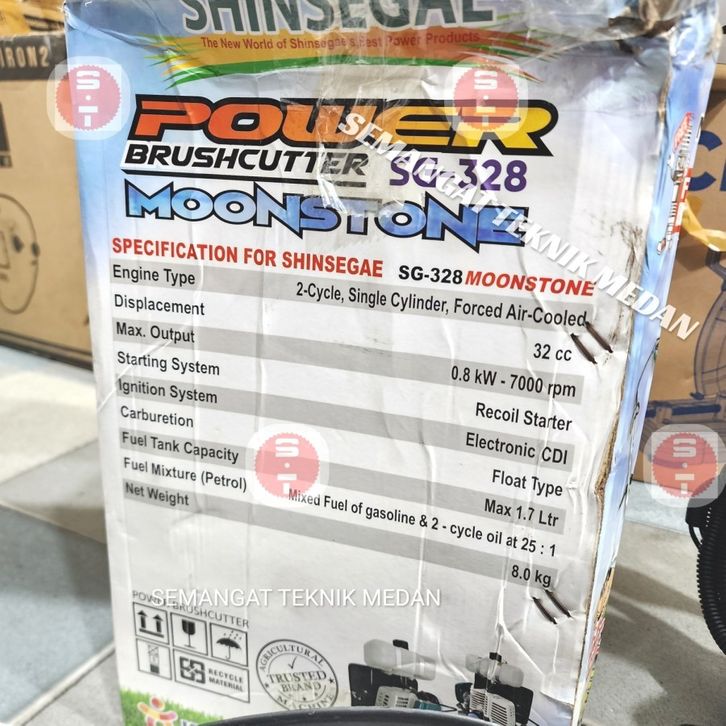 SHINSEGAE
The New World of Shinsegae's Best Power Products
POWER
BRUSHCUTTER SG-328
MOONSTONE
SPECIFICATION FOR SHINSEGAE SG-328 MOONSTONE
Engine Type 2-Cycle, Single Cylinder, Forced Air-Cooled
Displacement 32 cc
Max. Output 0.8 kW - 7000 rpm
Starting System Recoil Starter
Ignition System Electronic CDI
Carburetion Float Type
Fuel Tank Capacity Max 1.7 Ltr
Fuel Mixture (Petrol) Mixed Fuel of gasoline & 2 - cycle oil at 25 : 1
Net Weight 8.0 kg
SEMANGAT TEKNIK MEDAN
SEMANGAT TEKNIK MEDAN
POWER BRUSHCUTTER
RECYCLE
MATERIAL
AGRICULTURAL
TRUSTED
BRAND
S·T
S·T
S·T
S·T